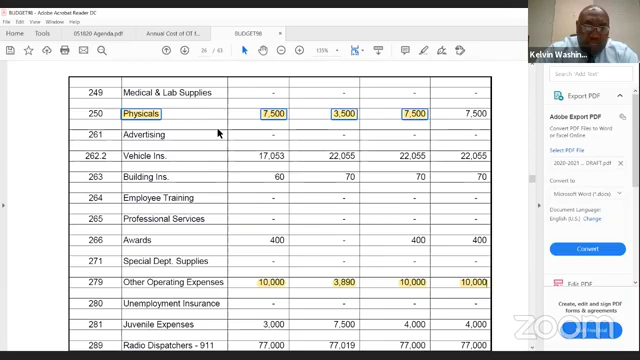 BUDGET98 - Adobe Acrobat Reader DC
File Edit View Window Help
051820 Agenda.pdf Annual Cost of OT f... BUDGET98 ×
26 / 63 135%
Kelvin Washin...
249 Medical & Lab Supplies - - - -
250 Physicals 7,500 3,500 7,500 7,500
261 Advertising - - - -
262.2 Vehicle Ins. 17,053 22,055 22,055 22,055
263 Building Ins. 60 70 70 70
264 Employee Training - - - -
265 Professional Services - - - -
266 Awards 400 - 400 400
271 Special Dept. Supplies - - - -
279 Other Operating Expenses 10,000 3,890 10,000 10,000
280 Unemployment Insurance - - - -
281 Juvenile Expenses 3,000 7,500 4,000 4,000
289 Radio Dispatchers - 911 77,000 77,019 77,000 77,000
Search 'Add Text'
Export PDF
Adobe Export PDF
Convert PDF Files to Word
or Excel Online
Select PDF File
2020-2021 ... DRAFT.pdf ×
Convert to
Microsoft Word (*.docx)
Document Language:
English (U.S.) Change
Convert
Edit PDF
Create, edit and sign PDF
forms & agreements
zoom